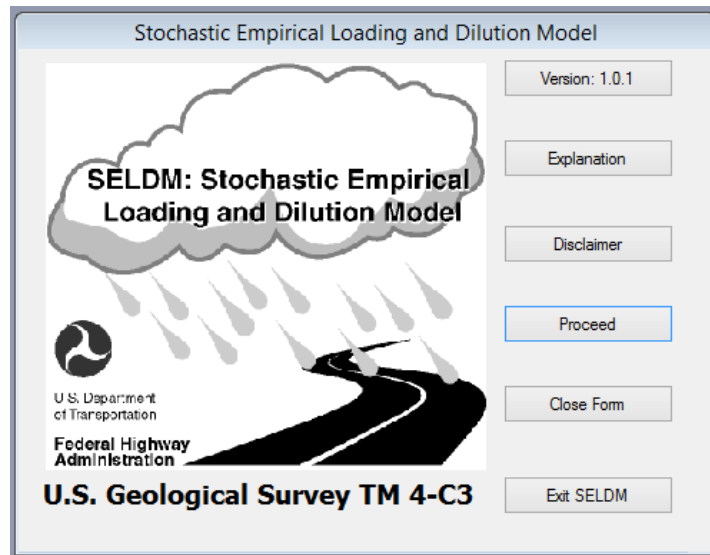 Stochastic Empirical Loading and Dilution Model
SELDM: Stochastic Empirical
Loading and Dilution Model
U.S. Department
of Transportation
Federal Highway
Administration
U.S. Geological Survey TM 4-C3
Version: 1.0.1
Explanation
Disclaimer
Proceed
Close Form
Exit SELDM